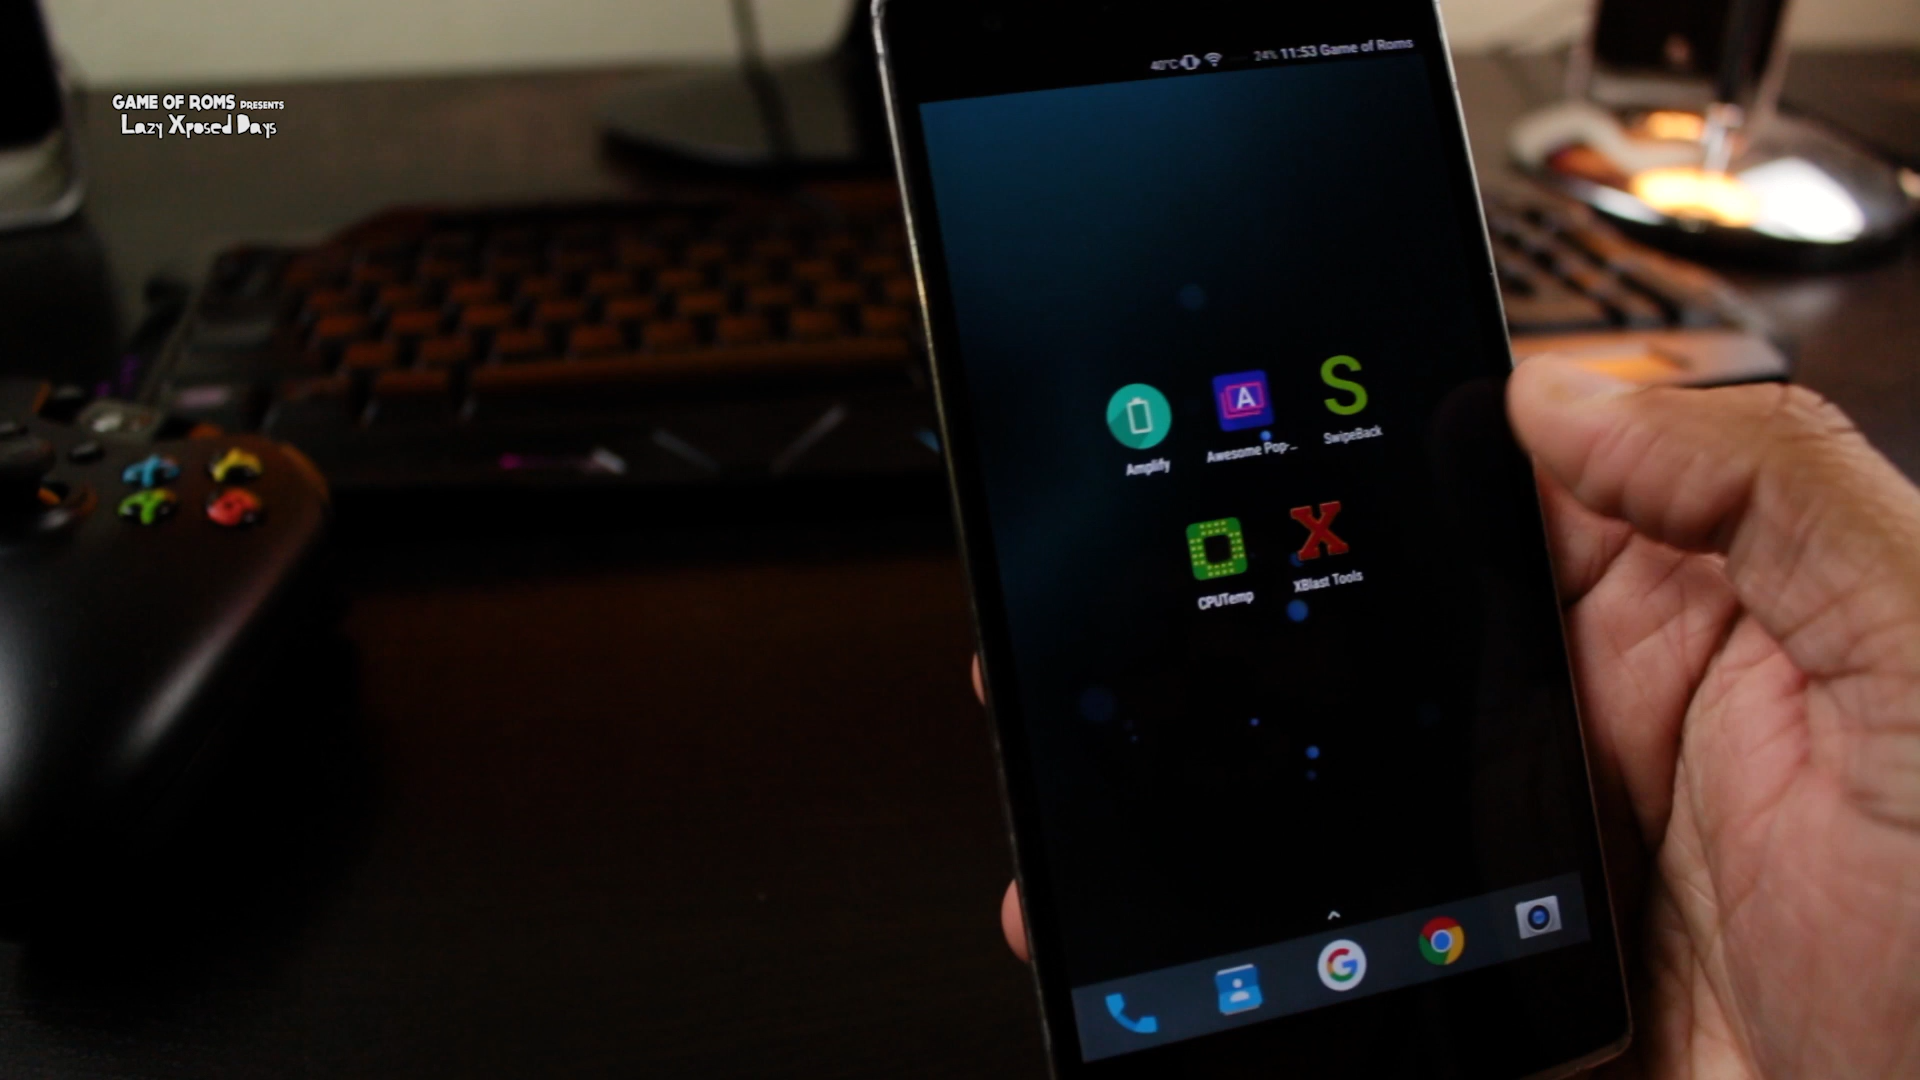 GAME OF ROMS PRESENTS
Lazy Xposed Days
40°C 24% 11:53 Game of Roms
Amplify
Awesome Pop-...
SwipeBack
CPUTemp
XBlast Tools